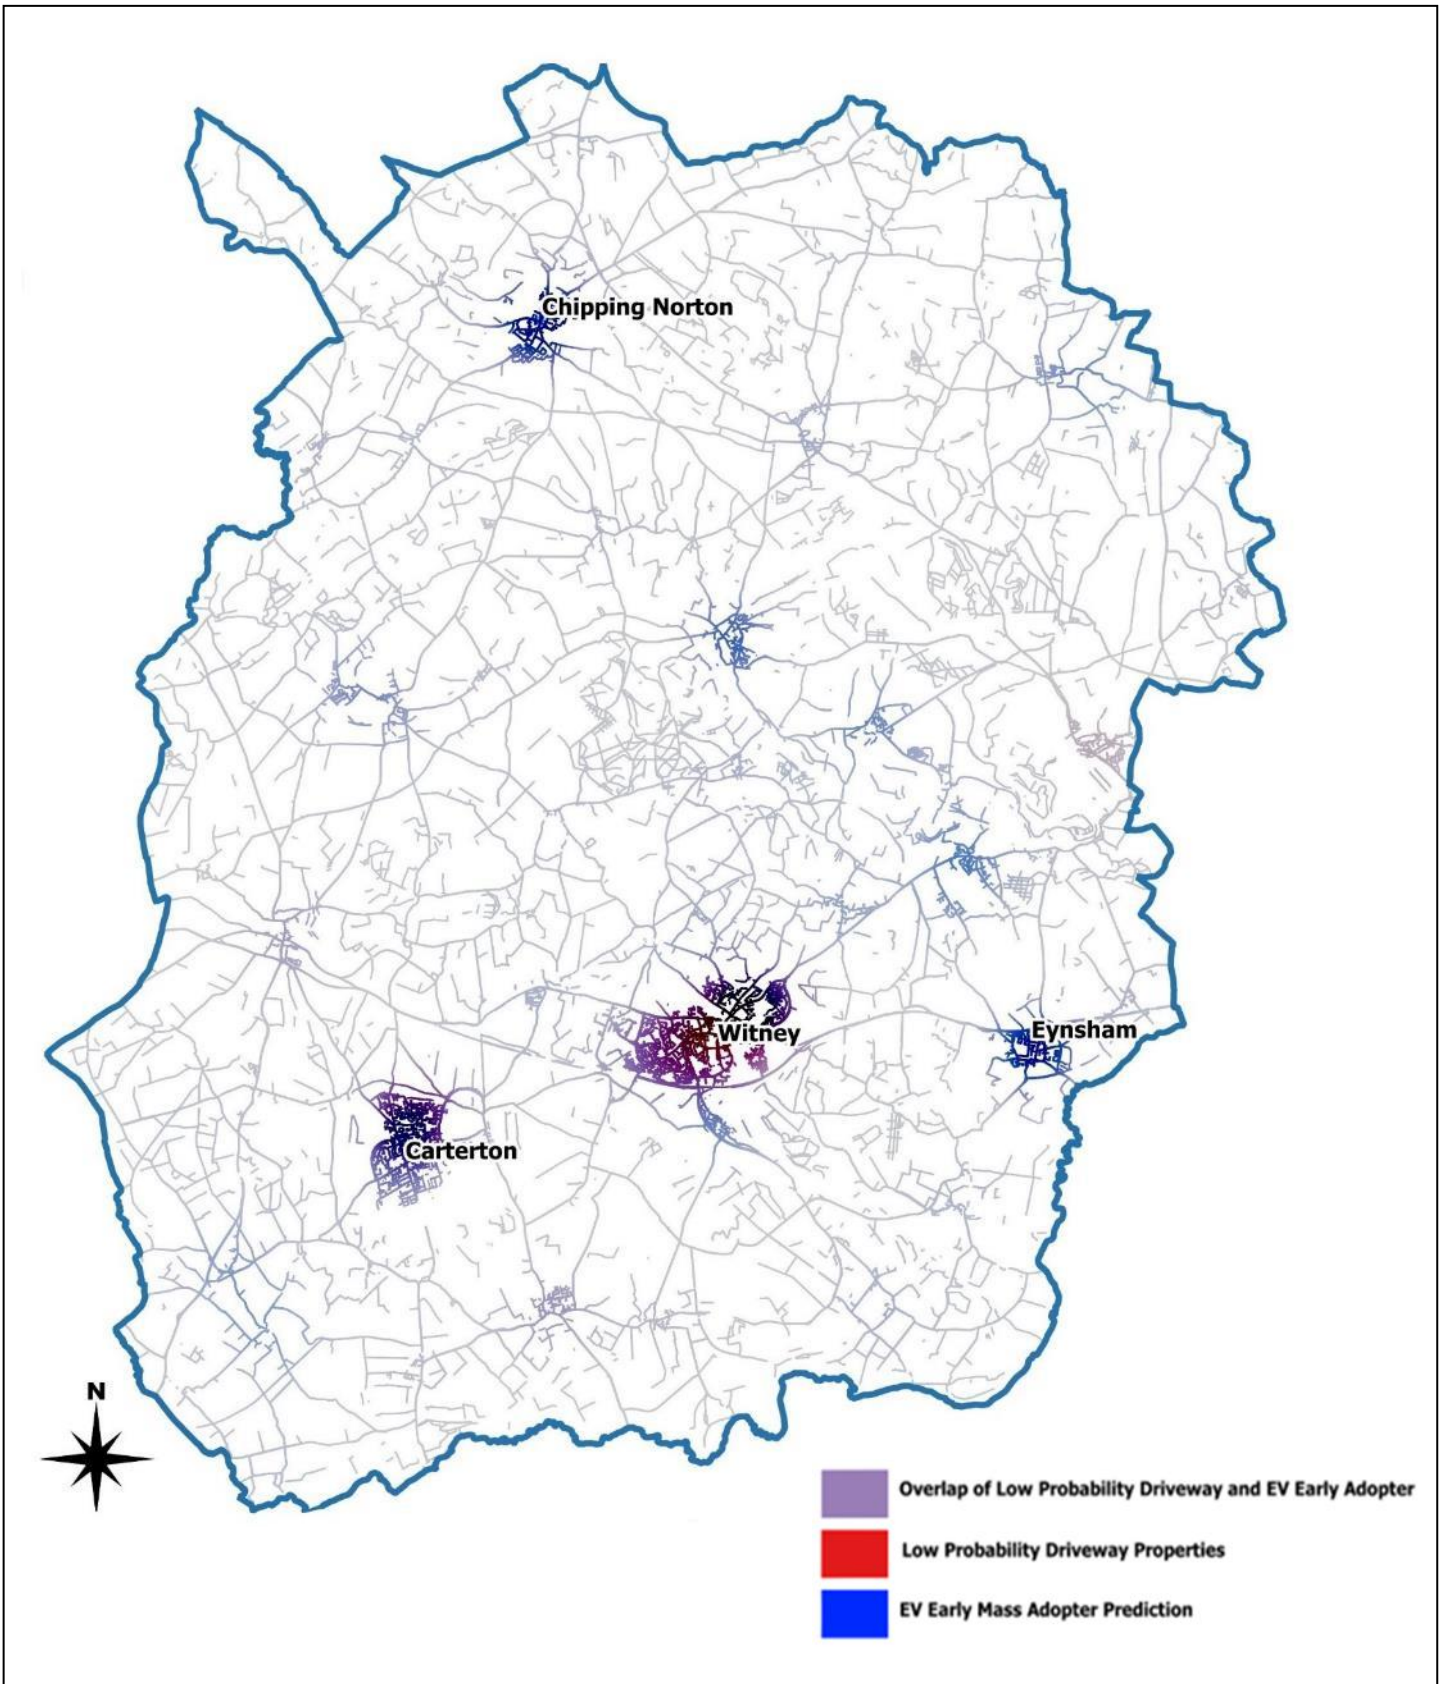 Chipping Norton
Witney
Eynsham
Carterton
N
Overlap of Low Probability Driveway and EV Early Adopter
Low Probability Driveway Properties
EV Early Mass Adopter Prediction